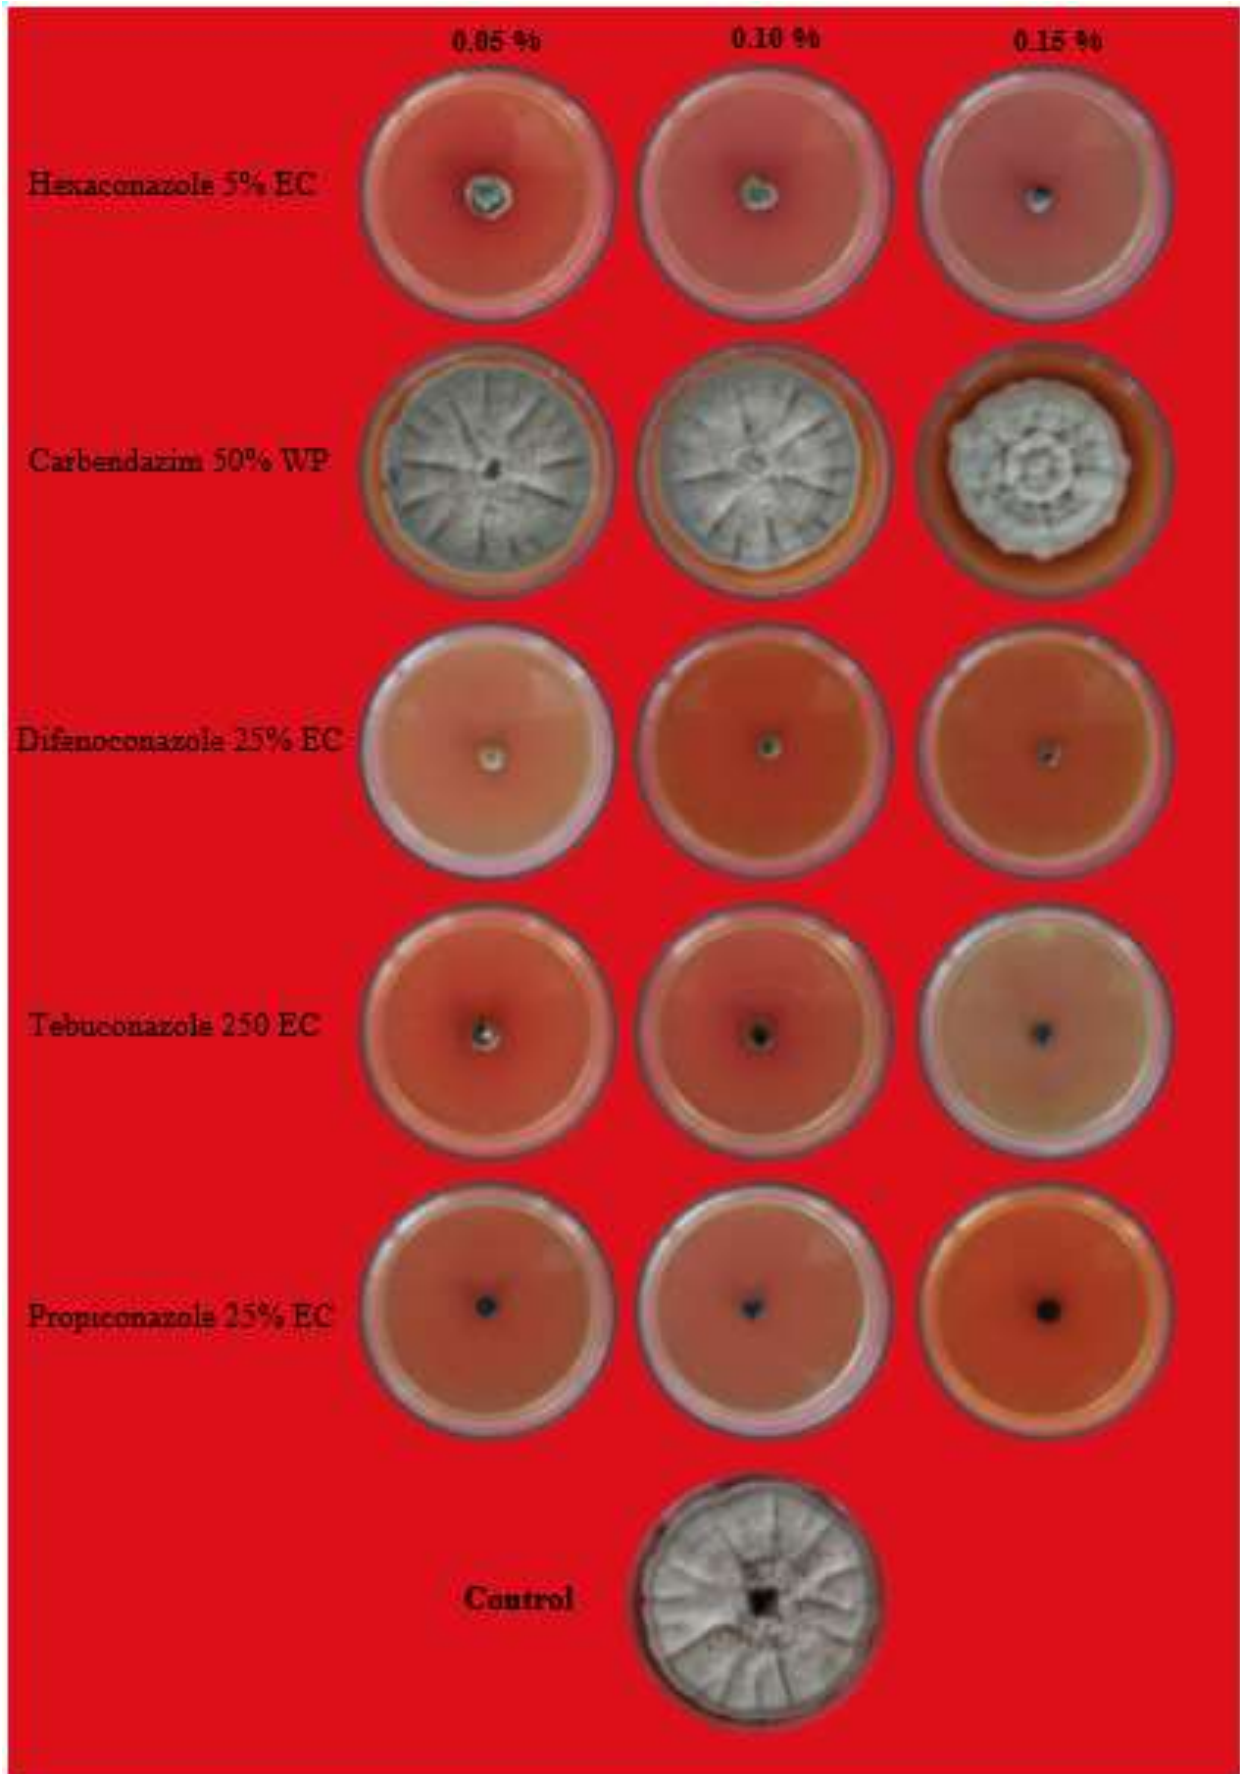 0.05 % 0.10 % 0.15 %
Hexaconazole 5% EC
Carbendazim 50% WP
Difenoconazole 25% EC
Tebuconazole 250 EC
Propiconazole 25% EC
Control